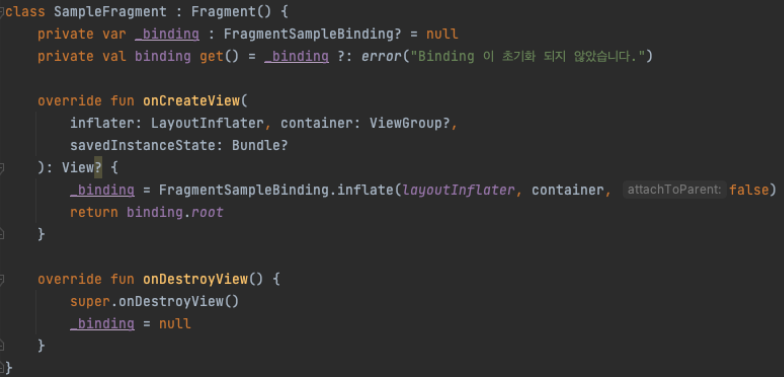 class SampleFragment : Fragment() {
    private var _binding : FragmentSampleBinding? = null
    private val binding get() = _binding ?: error("Binding 이 초기화 되지 않았습니다.")

    override fun onCreateView(
        inflater: LayoutInflater, container: ViewGroup?,
        savedInstanceState: Bundle?
    ): View? {
        _binding = FragmentSampleBinding.inflate(layoutInflater, container, attachToParent: false)
        return binding.root
    }

    override fun onDestroyView() {
        super.onDestroyView()
        _binding = null
    }
}